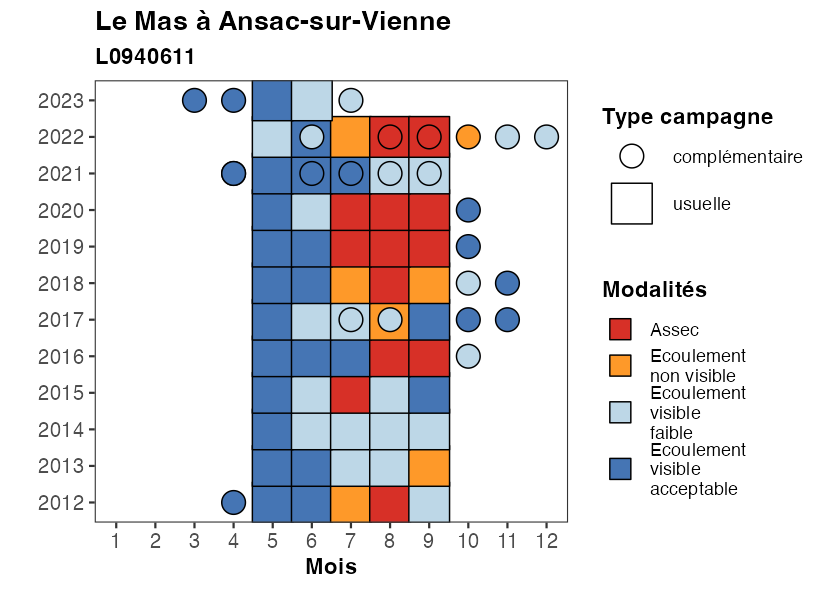 Le Mas à Ansac-sur-Vienne
L0940611
2023
2022
2021
2020
2019
2018
2017
2016
2015
2014
2013
2012
1 2 3 4 5 6 7 8 9 10 11 12
Mois
Type campagne
complémentaire
usuelle
Modalités
Assec
Ecoulement
non visible
Ecoulement
visible
faible
Ecoulement
visible
acceptable